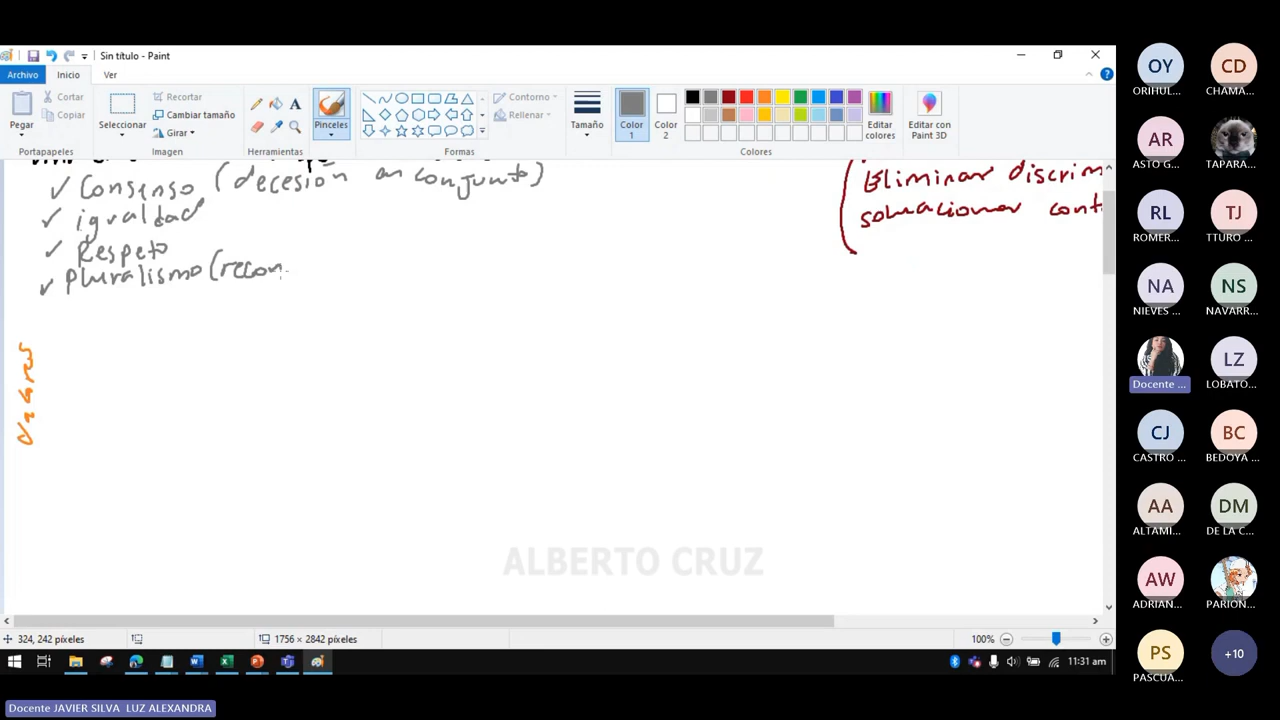 Sin título - Paint
Archivo Inicio Ver
Pegar
Cortar
Copiar
Portapapeles
Seleccionar
Recortar
Cambiar tamaño
Girar
Imagen
Herramientas
Pinceles
Contorno
Rellenar
Formas
Tamaño
Color 1
Color 2
Editar colores
Editar con Paint 3D
Colores
✓ Consenso (decesión en conjunto)
✓ igualdad
✓ Respeto
✓ pluralismo (recon
Eliminar discrim
solucionar conf
Valores
ALBERTO CRUZ
324, 242 píxeles
1756 × 2842 píxeles
100%
11:31 am
OY
ORIHUL...
CD
CHAMA...
AR
ASTO G...
TAPARA...
RL
ROMER...
TJ
TTURO ...
NA
NIEVES ...
NS
NAVARR...
Docente ...
LZ
LOBATO...
CJ
CASTRO ...
BC
BEDOYA ...
AA
ALTAMI...
DM
DE LA C...
AW
ADRIAN...
PARION...
PS
PASCUA...
+10
Docente JAVIER SILVA LUZ ALEXANDRA